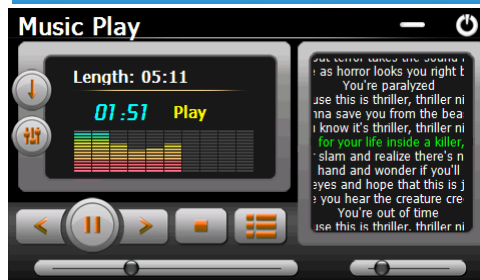 Music Play
Length: 05:11
01:51 Play
but terror takes the sound
as horror looks you right
You're paralyzed
use this is thriller, thriller ni
nna save you from the bea
know it's thriller, thriller ni
for your life inside a killer,
slam and realize there's n
hand and wonder if you'll
eyes and hope that this is j
you hear the creature cre
You're out of time
use this is thriller, thriller ni